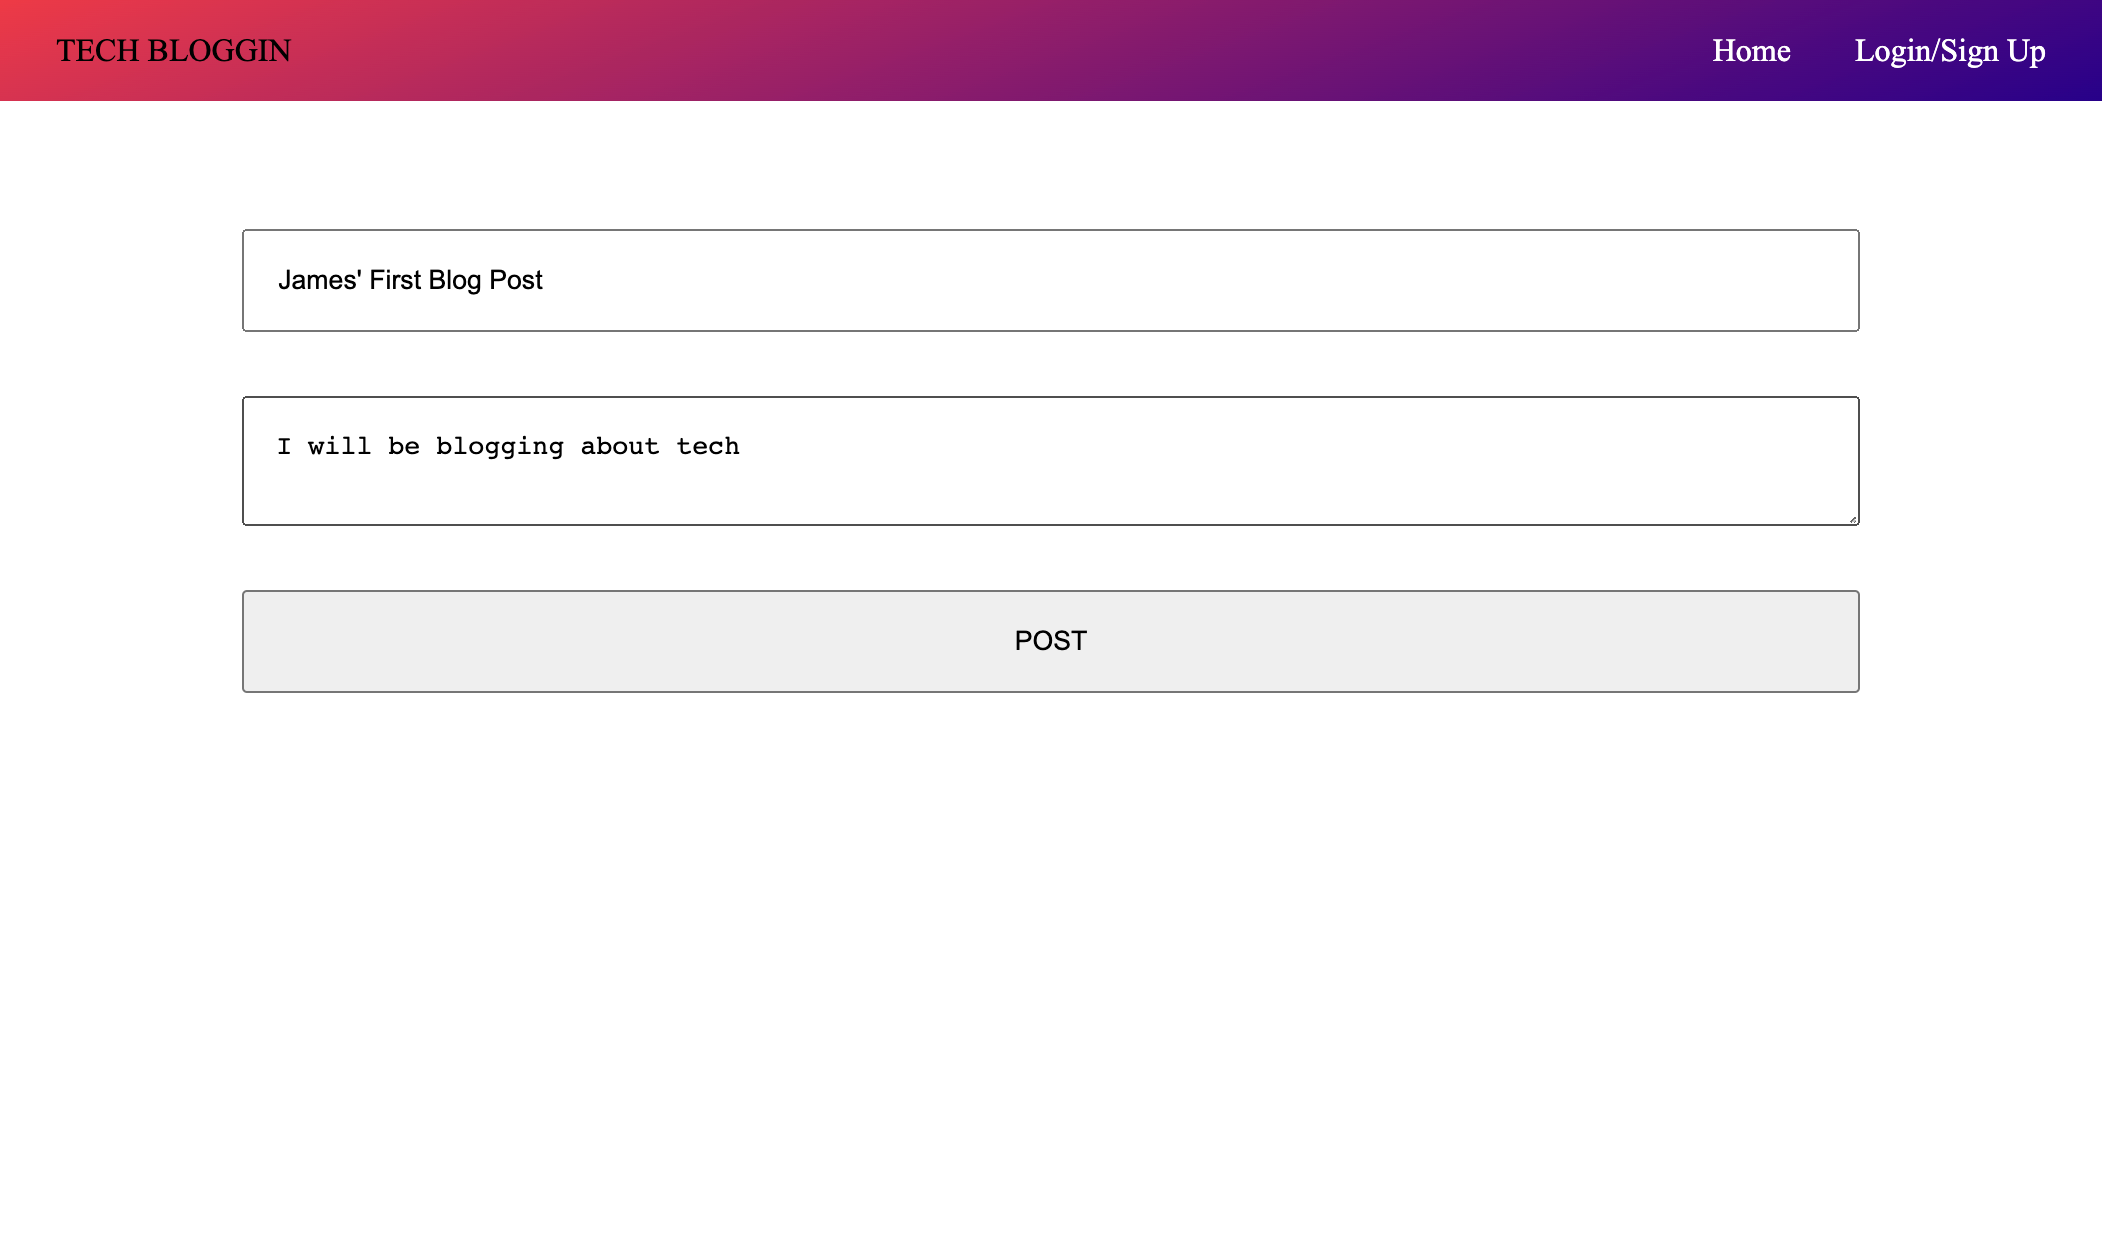 TECH BLOGGIN
Home
Login/Sign Up
James' First Blog Post
I will be blogging about tech
POST